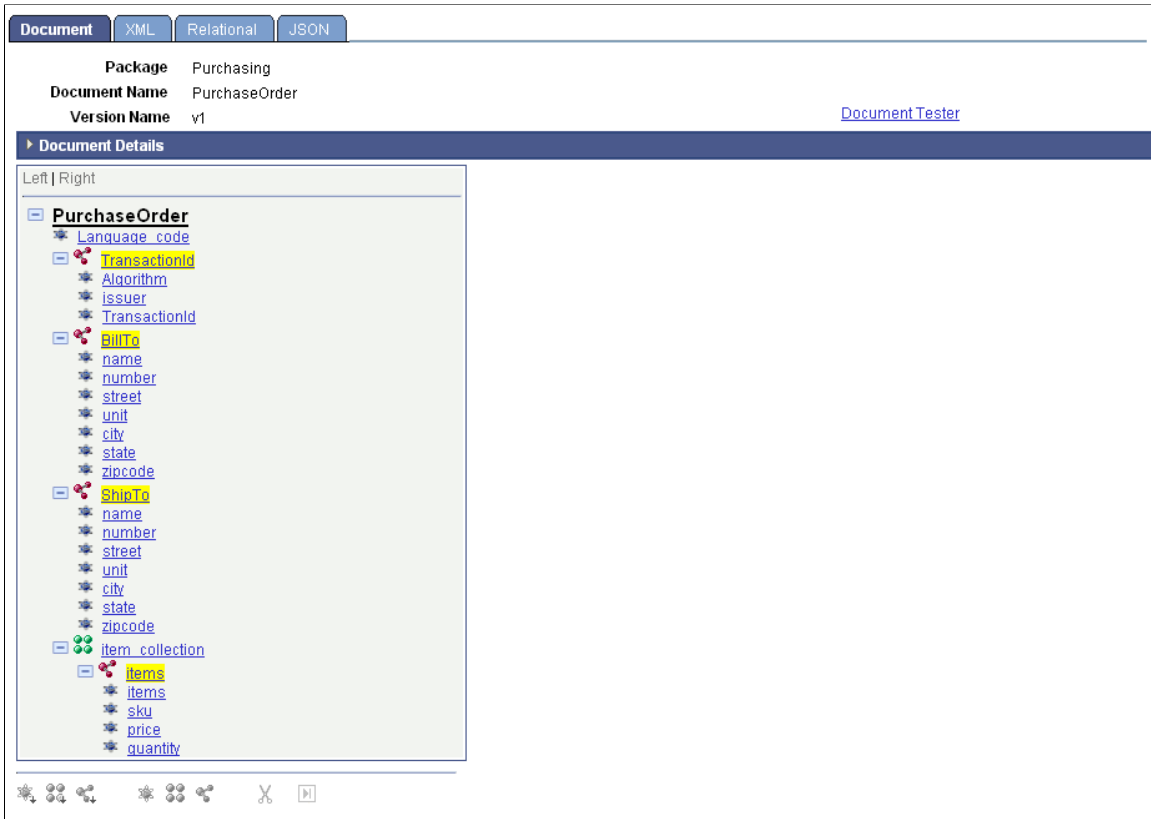 Document XML Relational JSON
Package Purchasing
Document Name PurchaseOrder
Version Name v1 Document Tester
Document Details
Left | Right
PurchaseOrder
Language_code
TransactionId
Algorithm
issuer
TransactionId
BillTo
name
number
street
unit
city
state
zipcode
ShipTo
name
number
street
unit
city
state
zipcode
item_collection
items
items
sku
price
quantity